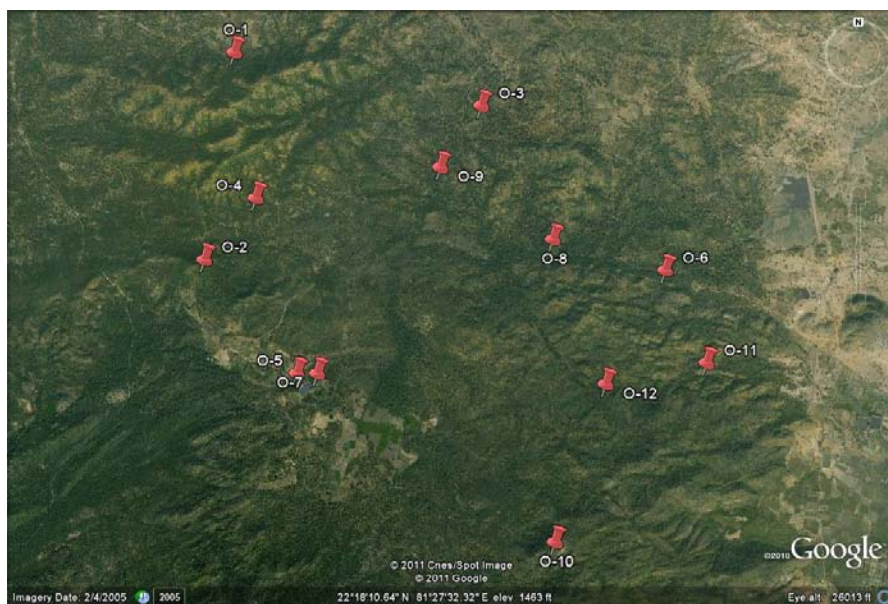 O-1
N
O-3
O-9
O-4
O-2
O-8
O-6
O-5
O-7
O-11
O-12
O-10
© 2011 Cnes/Spot Image
© 2011 Google
©2010 Google
Imagery Date: 2/4/2005 2005 22°18'10.64" N 81°27'32.32" E elev 1463 ft Eye alt 26013 ft